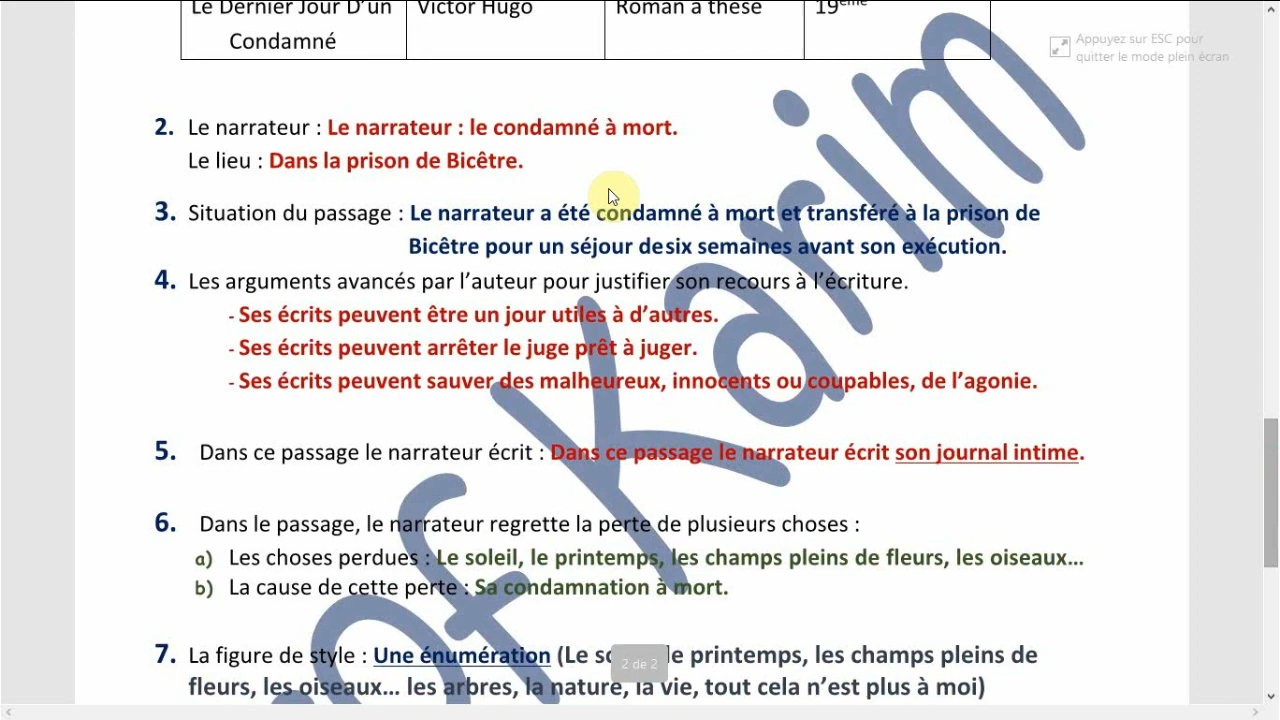 Le Dernier Jour D’un Victor Hugo Roman à thèse 19ème
Condamné
Appuyez sur ESC pour
quitter le mode plein écran
2. Le narrateur : Le narrateur : le condamné à mort.
Le lieu : Dans la prison de Bicêtre.
3. Situation du passage : Le narrateur a été condamné à mort et transféré à la prison de
Bicêtre pour un séjour de six semaines avant son exécution.
4. Les arguments avancés par l’auteur pour justifier son recours à l’écriture.
- Ses écrits peuvent être un jour utiles à d’autres.
- Ses écrits peuvent arrêter le juge prêt à juger.
- Ses écrits peuvent sauver des malheureux, innocents ou coupables, de l’agonie.
5. Dans ce passage le narrateur écrit : Dans ce passage le narrateur écrit son journal intime.
6. Dans le passage, le narrateur regrette la perte de plusieurs choses :
a) Les choses perdues : Le soleil, le printemps, les champs pleins de fleurs, les oiseaux…
b) La cause de cette perte : Sa condamnation à mort.
7. La figure de style : Une énumération (Le printemps, les champs pleins de
2 de 2
fleurs, les oiseaux… les arbres, la nature, la vie, tout cela n’est plus à moi)
of Karim